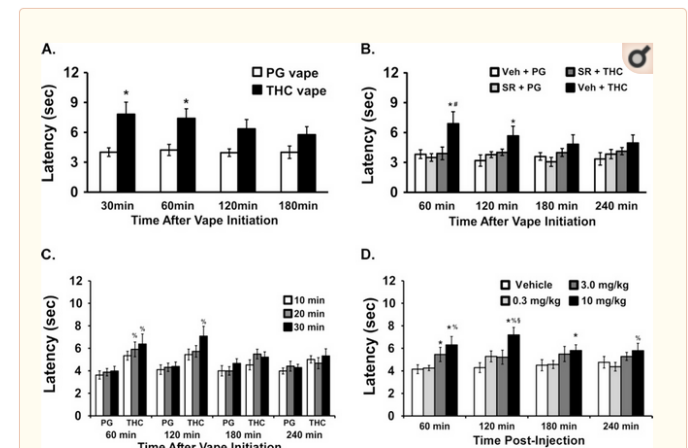 A.
PG vape
THC vape
Latency (sec)
12
9
6
3
0
*
*
30min 60min 120min 180min
Time After Vape Initiation
B.
Veh + PG SR + THC
SR + PG Veh + THC
Latency (sec)
12
9
6
3
0
*#
*
60 min 120 min 180 min 240 min
Time After Vape Initiation
C.
10 min
20 min
30 min
Latency (sec)
12
10
8
6
4
2
0
% %
%
PG THC PG THC PG THC PG THC
60 min 120 min 180 min 240 min
Time After Vape Initiation
D.
Vehicle 3.0 mg/kg
0.3 mg/kg 10 mg/kg
Latency (sec)
12
10
8
6
4
2
0
* *%
*%§
*
%
60 min 120 min 180 min 240 min
Time Post-Injection